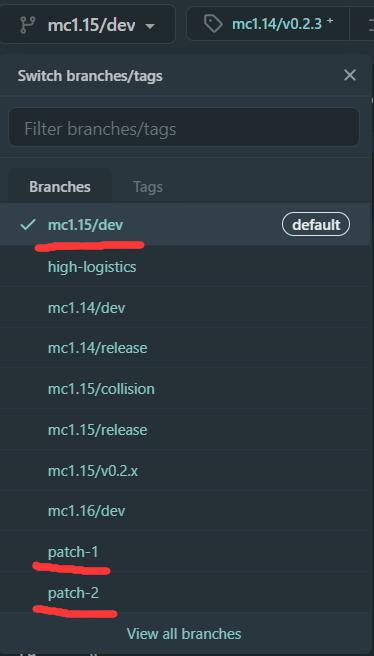 mc1.15/dev
mc1.14/v0.2.3 +
Switch branches/tags
Filter branches/tags
Branches
Tags
mc1.15/dev
default
high-logistics
mc1.14/dev
mc1.14/release
mc1.15/collision
mc1.15/release
mc1.15/v0.2.x
mc1.16/dev
patch-1
patch-2
View all branches